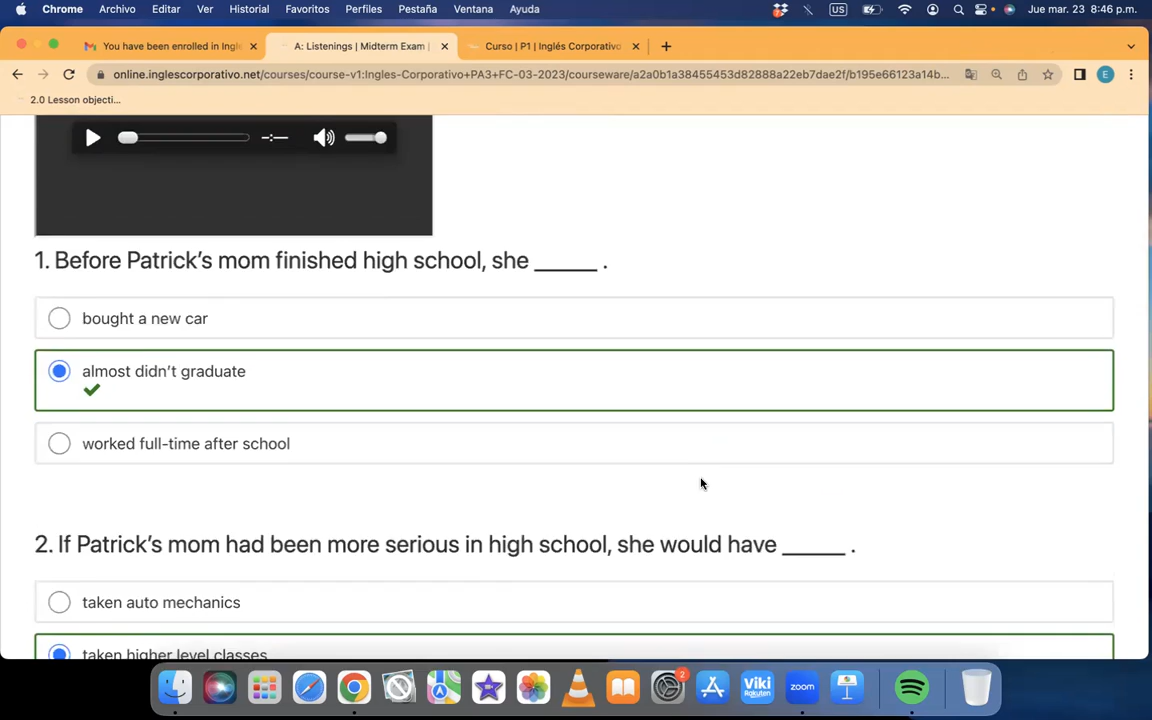 Chrome Archivo Editar Ver Historial Favoritos Perfiles Pestaña Ventana Ayuda US Jue mar. 23 8:46 p.m.
You have been enrolled in Ingl A: Listenings | Midterm Exam | Curso | P1 | Inglés Corporativo
online.inglescorporativo.net/courses/course-v1:Ingles-Corporativo+PA3+FC-03-2023/courseware/a2a0b1a38455453d82888a22eb7dae2f/b195e66123a14b... E
2.0 Lesson objecti...
-:--
1. Before Patrick’s mom finished high school, she ______ .
bought a new car
almost didn’t graduate
worked full-time after school
2. If Patrick’s mom had been more serious in high school, she would have ______ .
taken auto mechanics
taken higher level classes
2
Viki
Rakuten
zoom